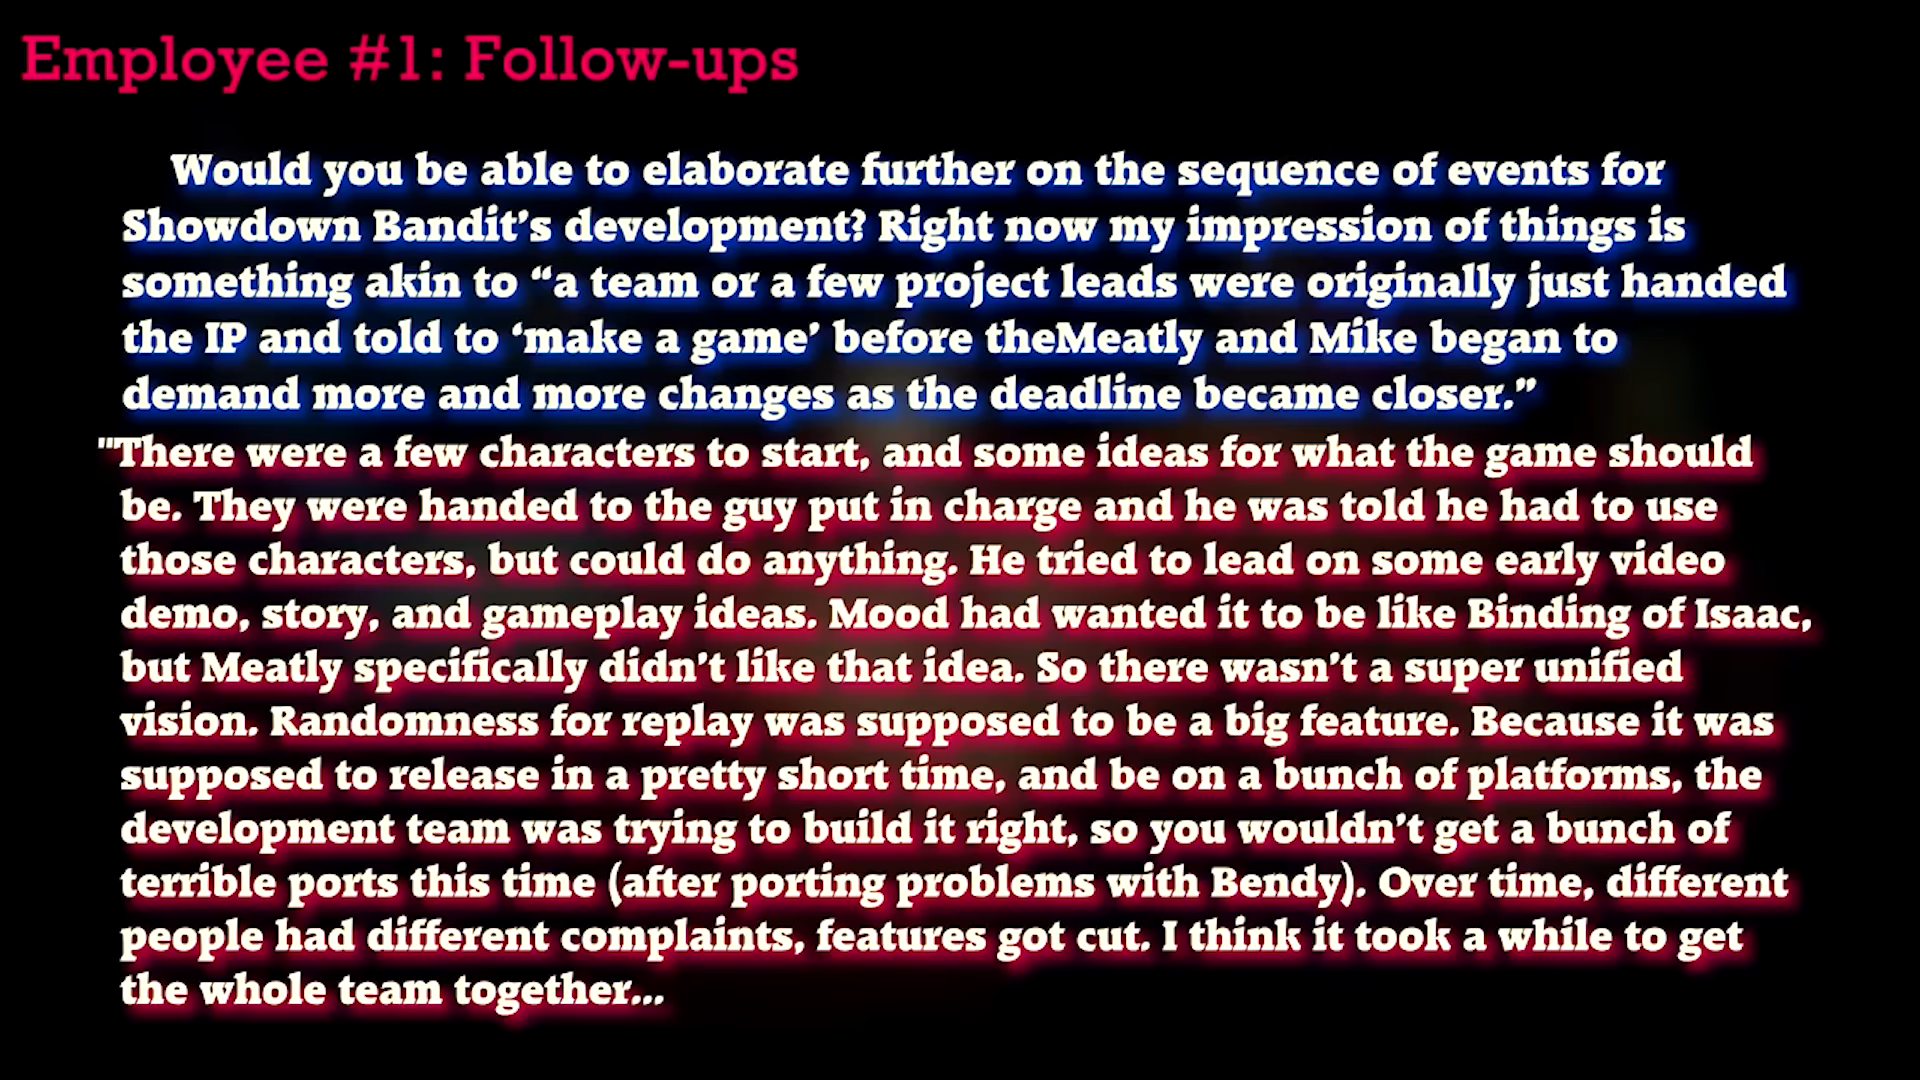 Employee #1: Follow-ups
Would you be able to elaborate further on the sequence of events for
Showdown Bandit’s development? Right now my impression of things is
something akin to “a team or a few project leads were originally just handed
the IP and told to ‘make a game’ before theMeatly and Mike began to
demand more and more changes as the deadline became closer.”
"There were a few characters to start, and some ideas for what the game should
be. They were handed to the guy put in charge and he was told he had to use
those characters, but could do anything. He tried to lead on some early video
demo, story, and gameplay ideas. Mood had wanted it to be like Binding of Isaac,
but Meatly specifically didn’t like that idea. So there wasn’t a super unified
vision. Randomness for replay was supposed to be a big feature. Because it was
supposed to release in a pretty short time, and be on a bunch of platforms, the
development team was trying to build it right, so you wouldn’t get a bunch of
terrible ports this time (after porting problems with Bendy). Over time, different
people had different complaints, features got cut. I think it took a while to get
the whole team together...